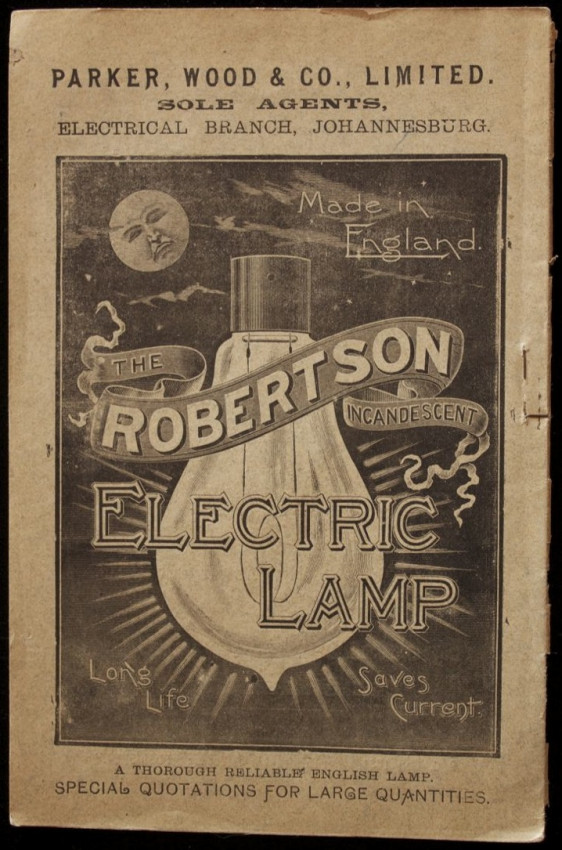 PARKER, WOOD & CO., LIMITED.
SOLE AGENTS,
ELECTRICAL BRANCH, JOHANNESBURG.
Made in
England.
THE
ROBERTSON
INCANDESCENT
ELECTRIC
LAMP
Long
Life
Saves
Current.
A THOROUGH RELIABLE ENGLISH LAMP.
SPECIAL QUOTATIONS FOR LARGE QUANTITIES.